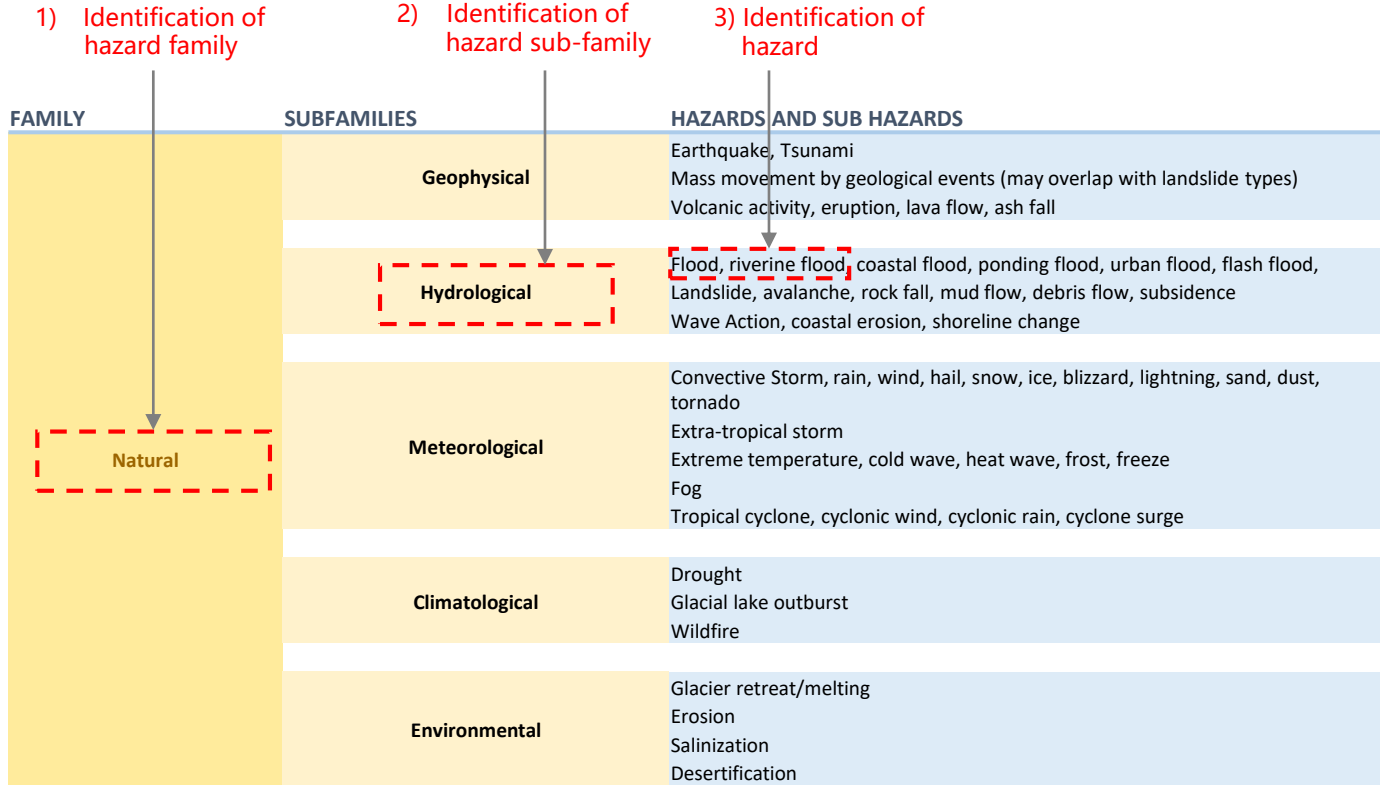 1) Identification of
hazard family
2) Identification of
hazard sub-family
3) Identification of
hazard
FAMILY SUBFAMILIES HAZARDS AND SUB HAZARDS
Natural
Geophysical
Earthquake, Tsunami
Mass movement by geological events (may overlap with landslide types)
Volcanic activity, eruption, lava flow, ash fall
Hydrological
Flood, riverine flood, coastal flood, ponding flood, urban flood, flash flood,
Landslide, avalanche, rock fall, mud flow, debris flow, subsidence
Wave Action, coastal erosion, shoreline change
Meteorological
Convective Storm, rain, wind, hail, snow, ice, blizzard, lightning, sand, dust,
tornado
Extra-tropical storm
Extreme temperature, cold wave, heat wave, frost, freeze
Fog
Tropical cyclone, cyclonic wind, cyclonic rain, cyclone surge
Climatological
Drought
Glacial lake outburst
Wildfire
Environmental
Glacier retreat/melting
Erosion
Salinization
Desertification